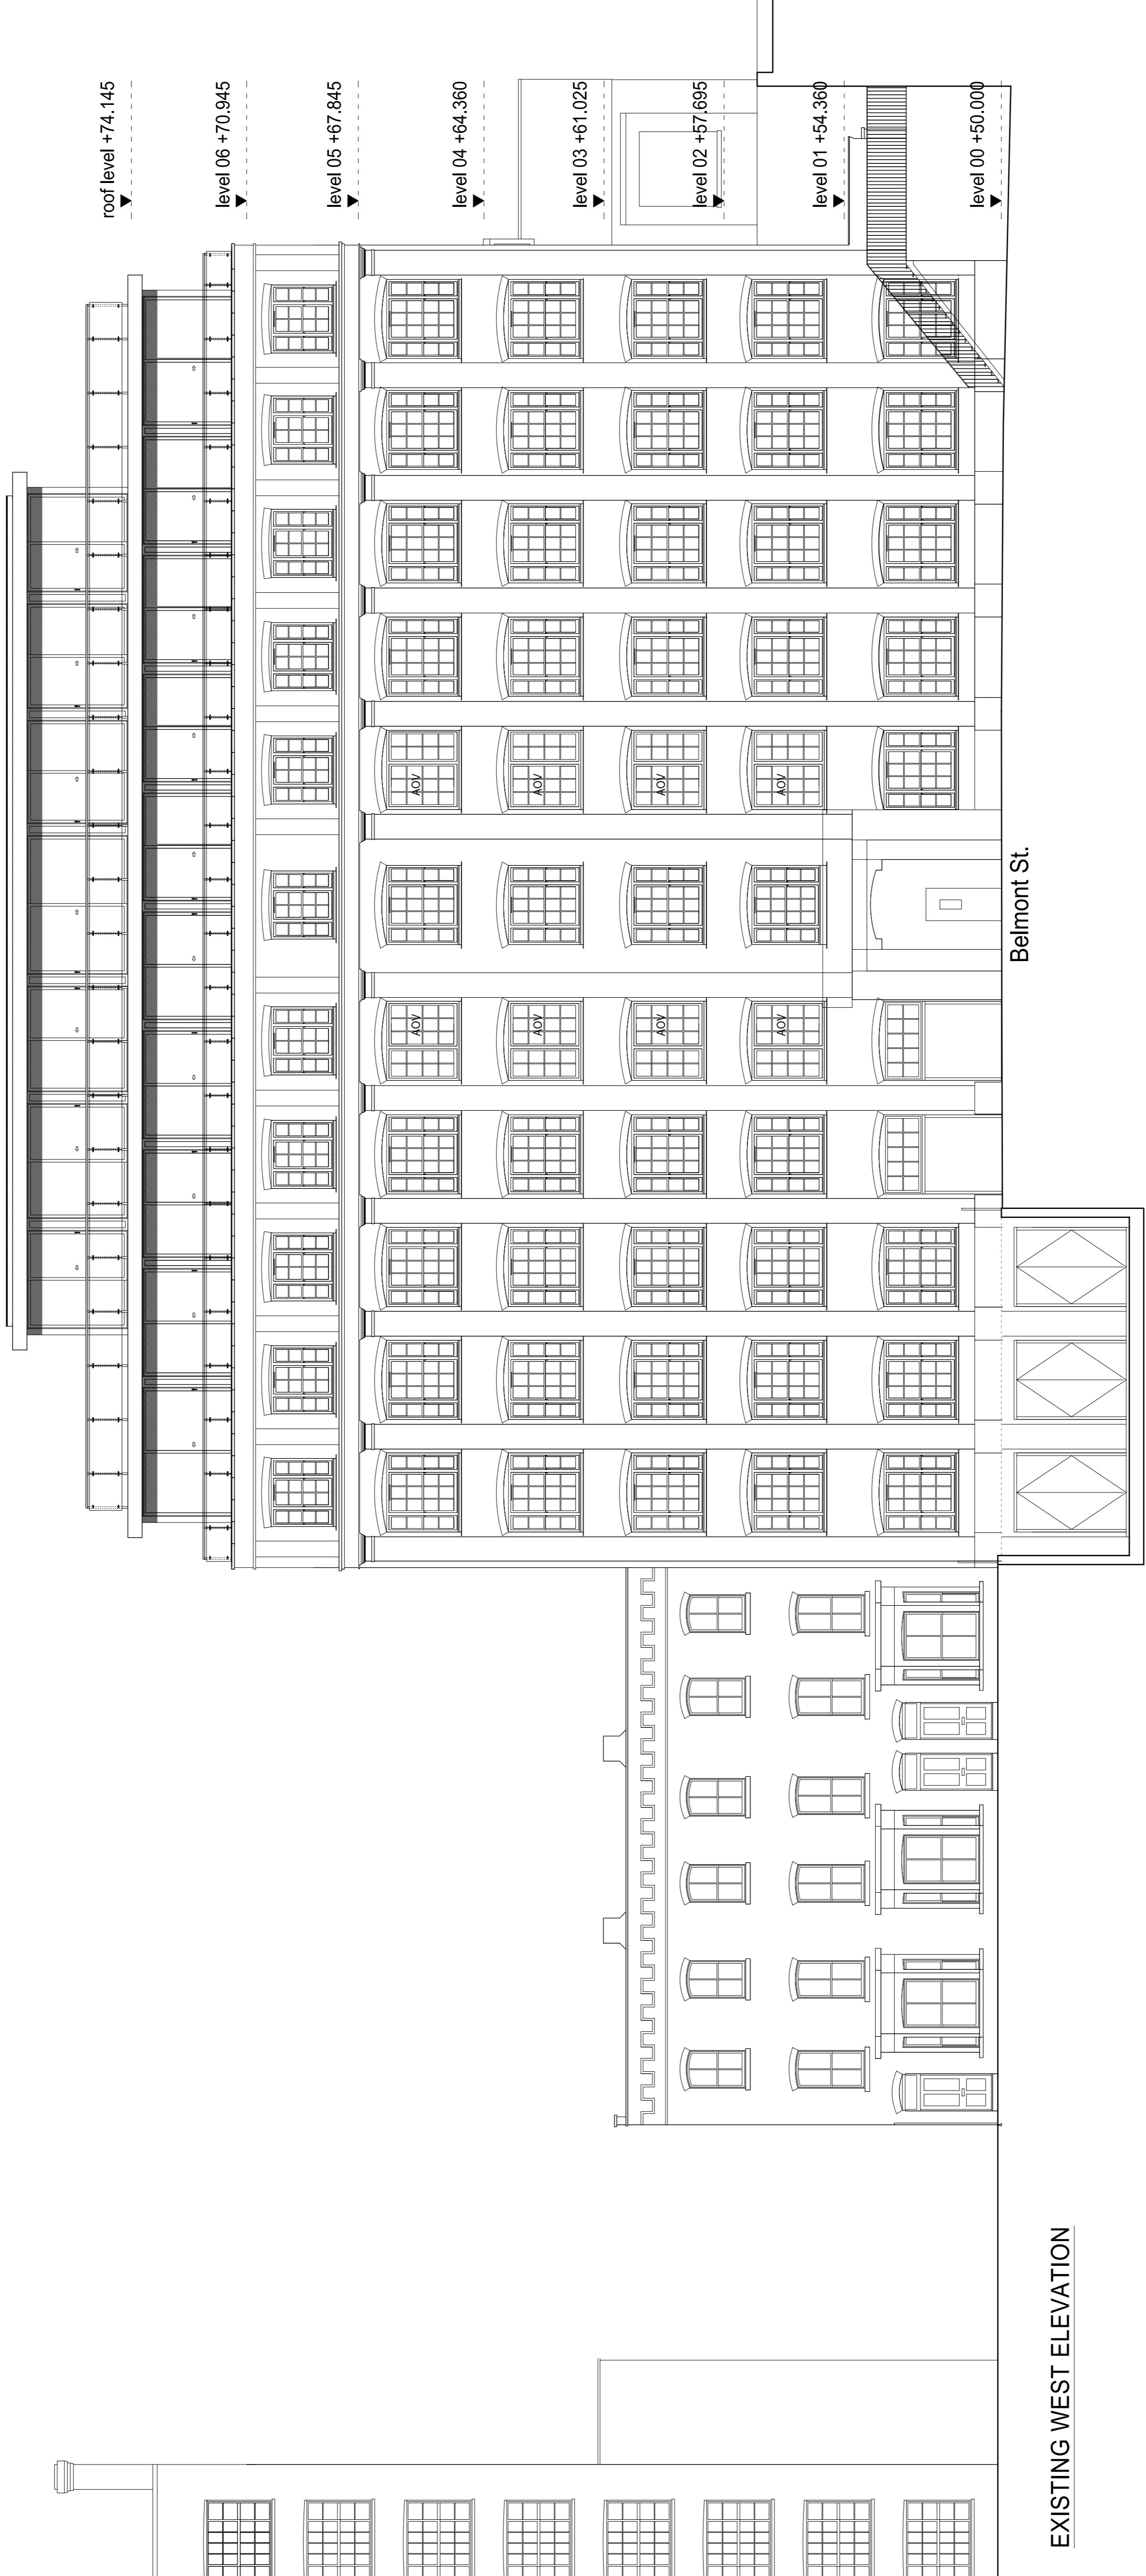 roof level +74.145
level 06 +70.945
level 05 +67.845
level 04 +64.360
level 03 +61.025
level 02 +57.695
level 01 +54.360
level 00 +50.000
AOV
AOV
AOV
AOV
AOV
AOV
AOV
AOV
Belmont St.
EXISTING WEST ELEVATION